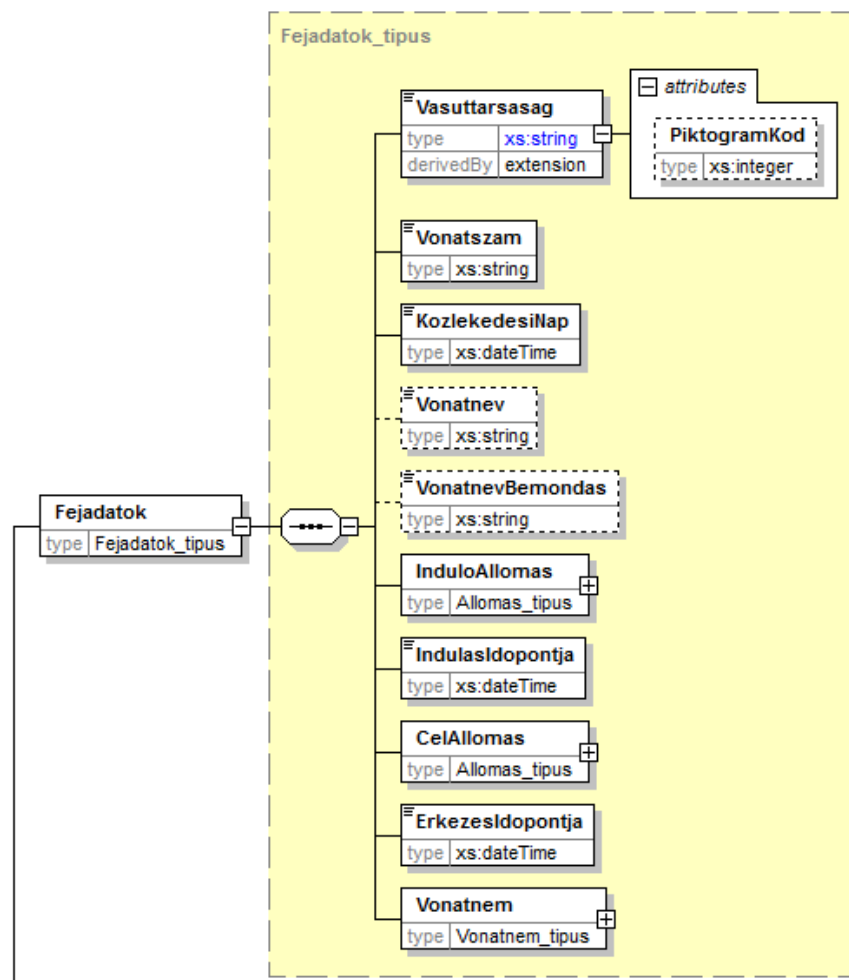 Fejadatok_tipus
Vasuttarsasag
type xs:string
derivedBy extension
attributes
PiktogramKod
type xs:integer
Vonatszam
type xs:string
KozlekedesiNap
type xs:dateTime
Vonatnev
type xs:string
VonatnevBemondas
type xs:string
Fejadatok
type Fejadatok_tipus
InduloAllomas
type Allomas_tipus
IndulasIdopontja
type xs:dateTime
CelAllomas
type Allomas_tipus
ErkezesIdopontja
type xs:dateTime
Vonatnem
type Vonatnem_tipus